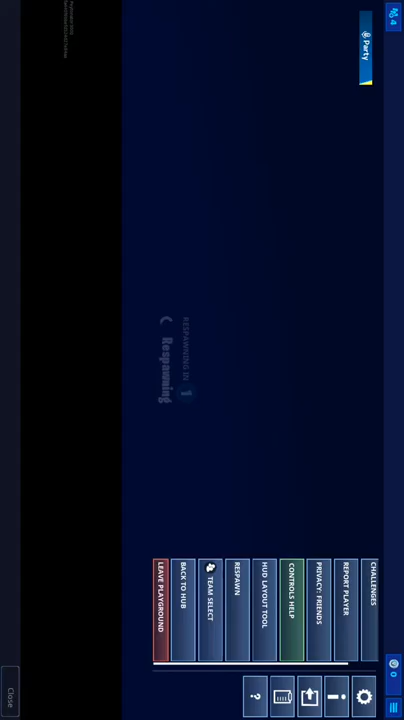 4
Party
0
CHALLENGES
REPORT PLAYER
PRIVACY: FRIENDS
CONTROLS HELP
HUD LAYOUT TOOL
RESPAWN
TEAM SELECT
BACK TO HUB
LEAVE PLAYGROUND
?
RESPAWNING IN 1
Respawning
Close